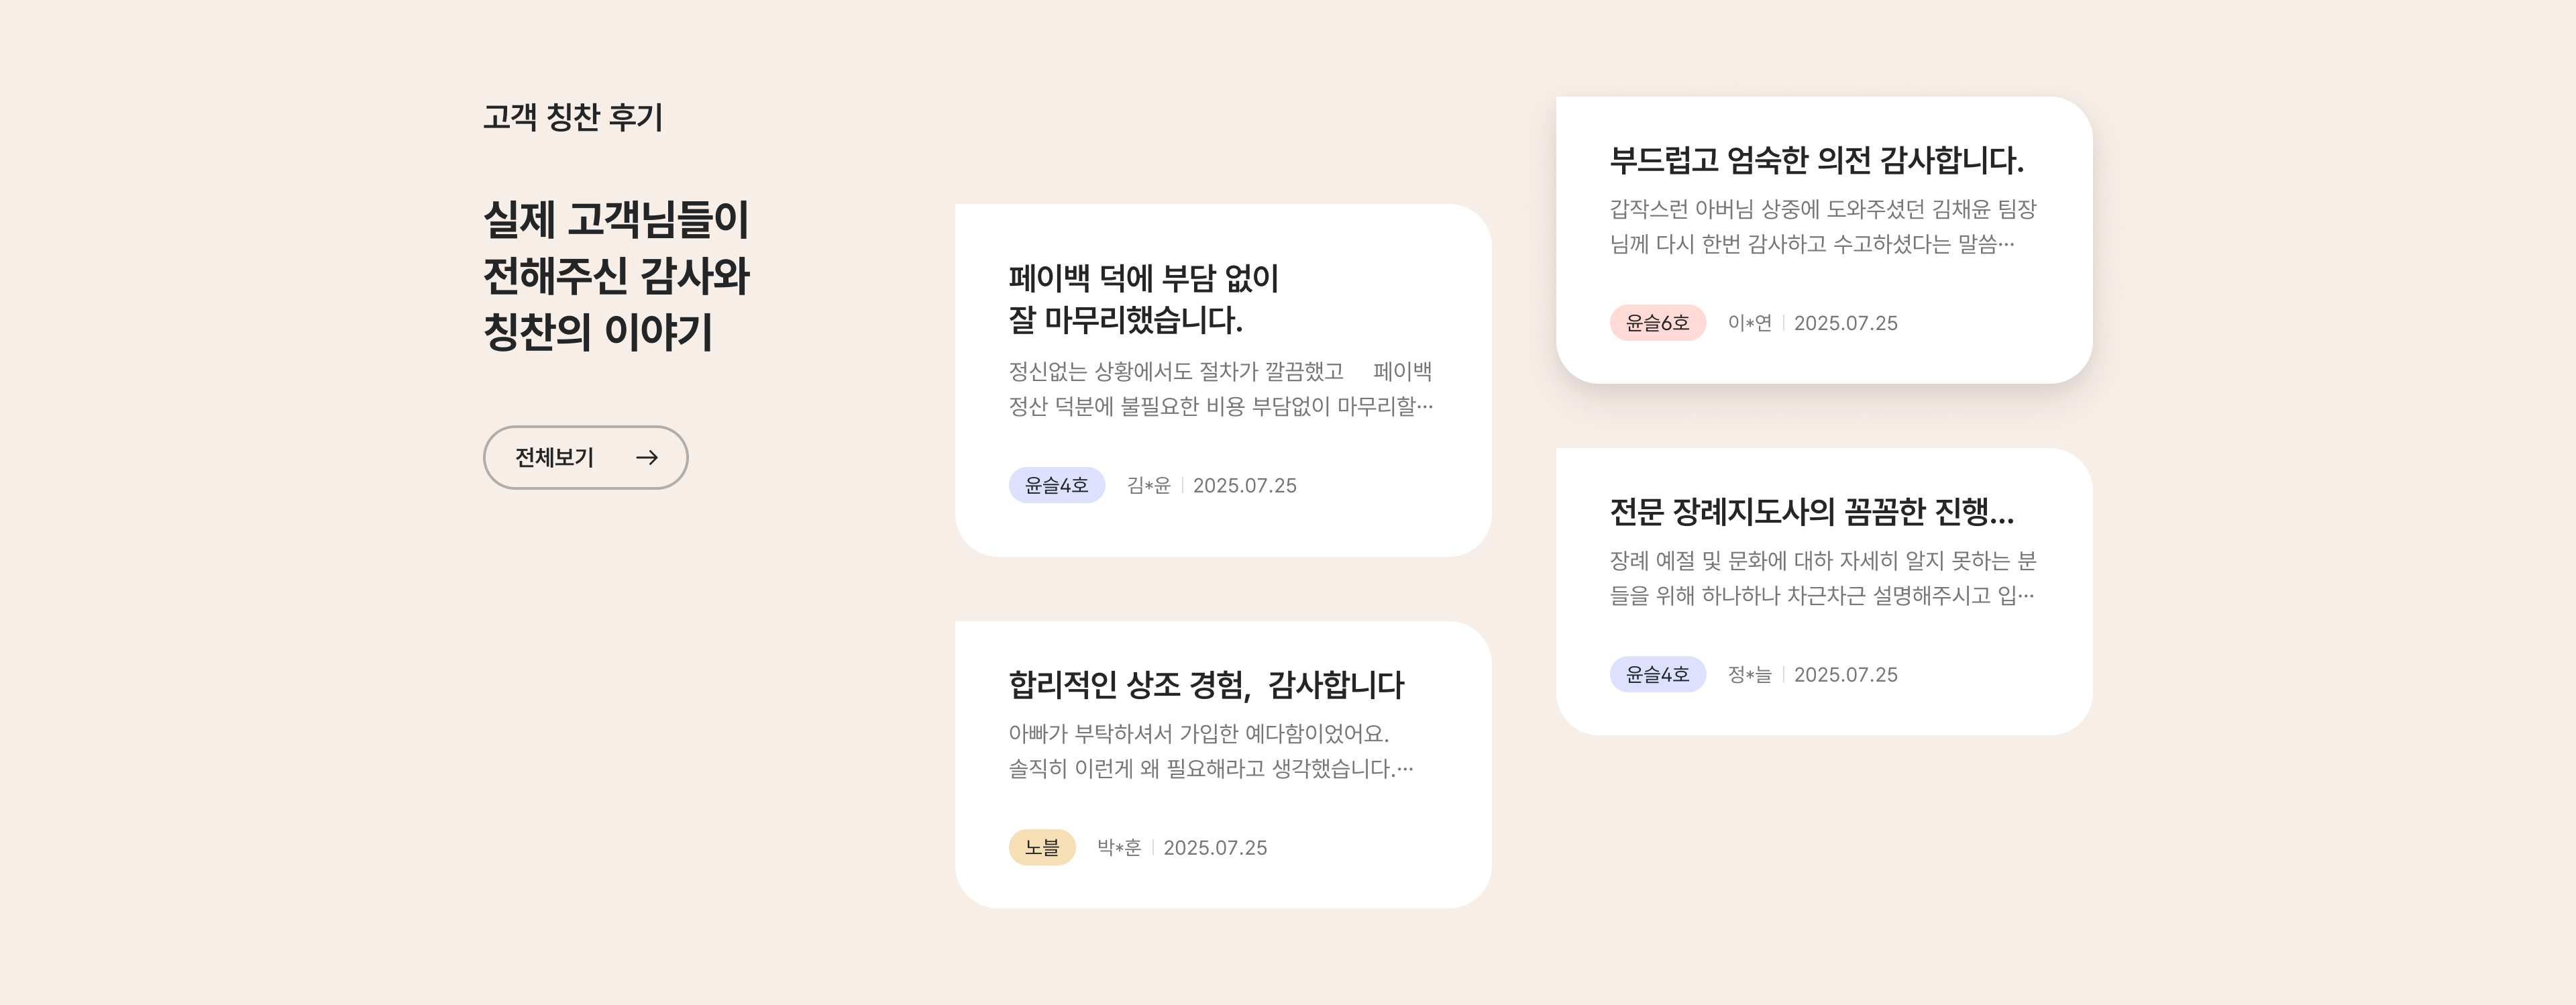 고객 칭찬 후기
실제 고객님들이
전해주신 감사와
칭찬의 이야기
전체보기 →
페이백 덕에 부담 없이
잘 마무리했습니다.
정신없는 상황에서도 절차가 깔끔했고 페이백
정산 덕분에 불필요한 비용 부담없이 마무리할…
윤슬4호 김*윤 | 2025.07.25
합리적인 상조 경험, 감사합니다
아빠가 부탁하셔서 가입한 예다함이었어요.
솔직히 이런게 왜 필요해라고 생각했습니다.…
노블 박*훈 | 2025.07.25
부드럽고 엄숙한 의전 감사합니다.
갑작스런 아버님 상중에 도와주셨던 김채윤 팀장
님께 다시 한번 감사하고 수고하셨다는 말씀…
윤슬6호 이*연 | 2025.07.25
전문 장례지도사의 꼼꼼한 진행...
장례 예절 및 문화에 대하 자세히 알지 못하는 분
들을 위해 하나하나 차근차근 설명해주시고 입…
윤슬4호 정*늘 | 2025.07.25